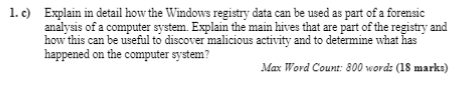 1. c) Explain in detail how the Windows registry data can be used as part of a forensic
analysis of a computer system. Explain the main hives that are part of the registry and
how this can be useful to discover malicious activity and to determine what has
happened on the computer system?
Max Word Count: 800 words (18 marks)